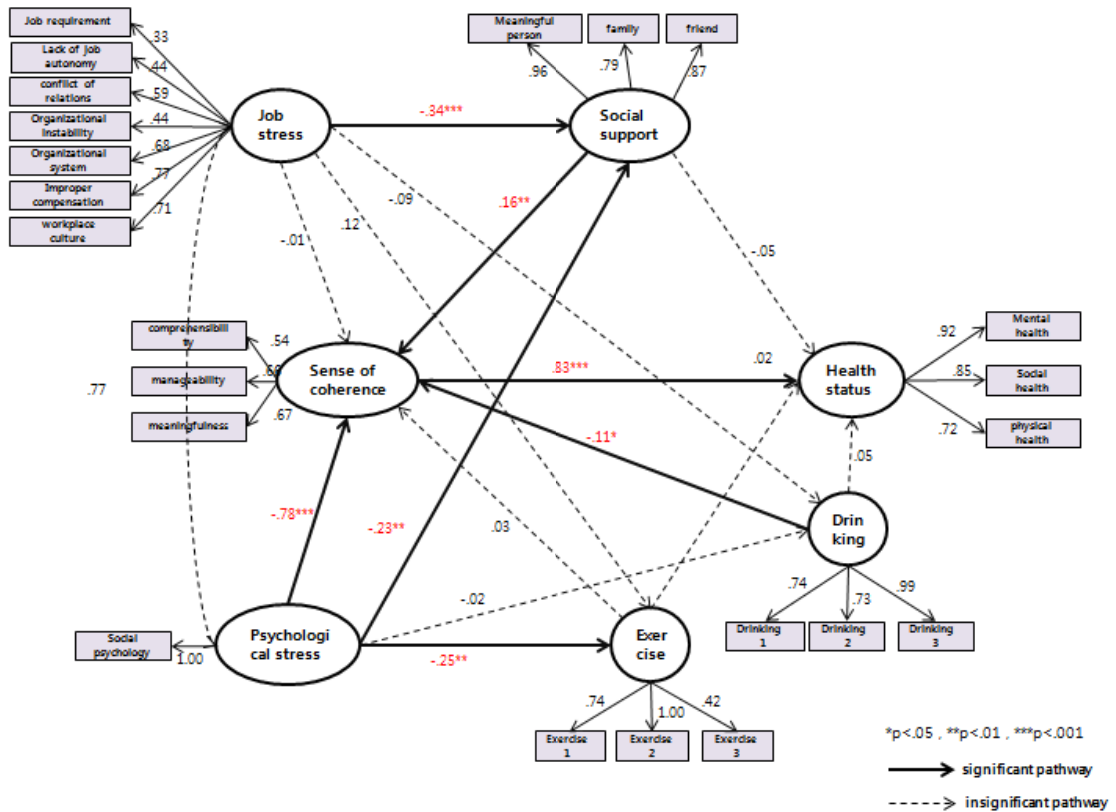 Job requirement
Lack of job
autonomy
conflict of
relations
Organizational
instability
Organizational
system
Improper
compensation
workplace
culture
.33
.44
.59
.44
.68
.77
.71
Job
stress
Meaningful
person
family
friend
.96
.79
.87
Social
support
-.34***
.16**
-.09
-.01
.12
-.05
comprehensibili
ty
manageability
meaningfulness
.54
.67
Sense of
coherence
.77
.83***
.02
Health
status
.92
.85
.72
Mental
health
Social
health
physical
health
-.11*
.05
-.78***
-.23**
.03
-.02
Drin
king
.74
.73
.99
Drinking
1
Drinking
2
Drinking
3
Social
psychology
1.00
Psychologi
cal stress
-.25**
Exer
cise
.74
1.00
.42
Exercise
1
Exercise
2
Exercise
3
*p<.05 , **p<.01 , ***p<.001
significant pathway
insignificant pathway